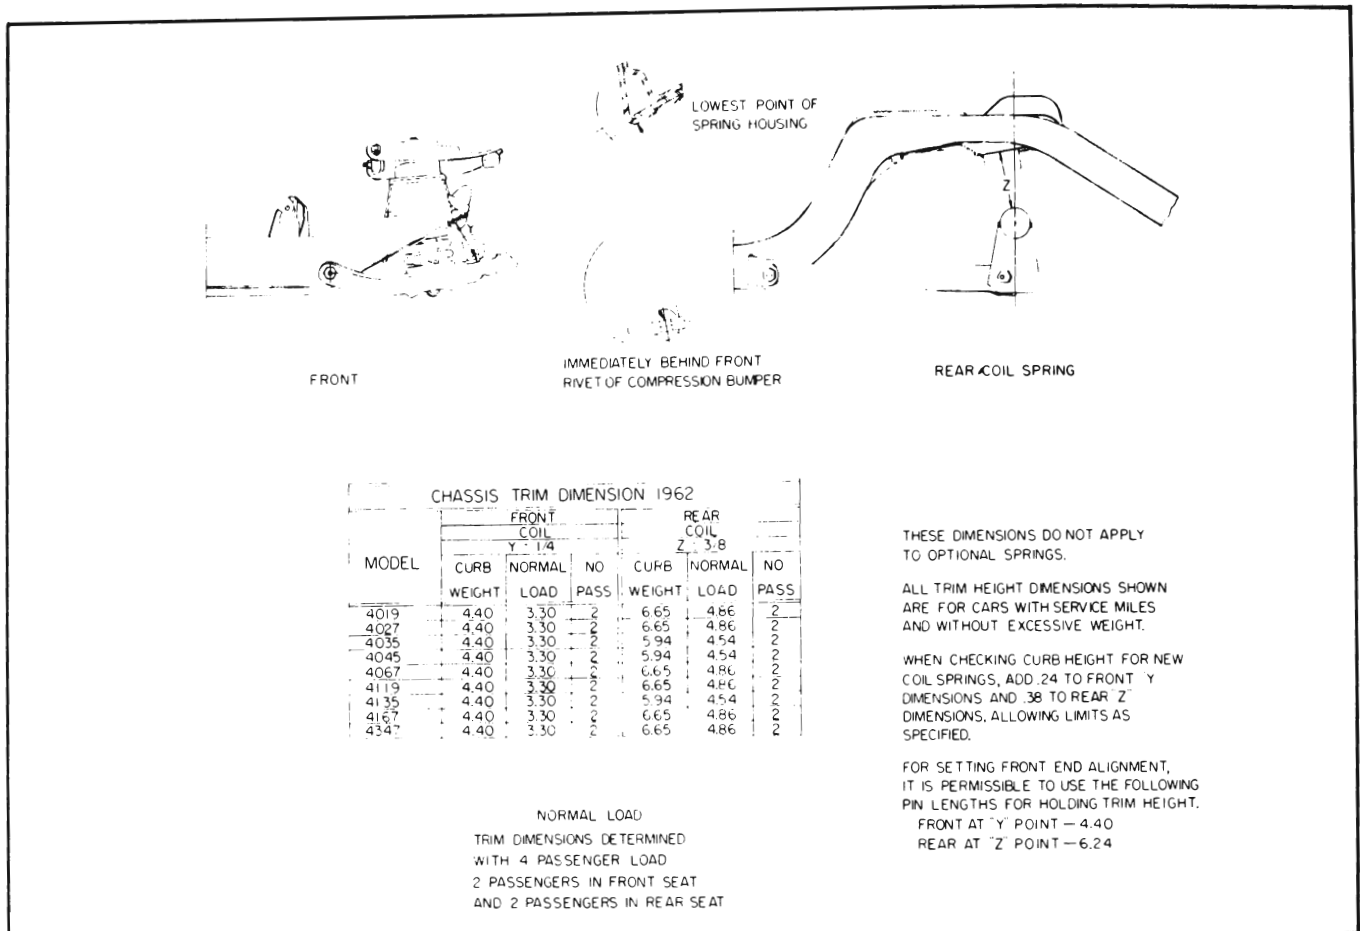 LOWEST POINT OF
SPRING HOUSING
Z
Y
FRONT
IMMEDIATELY BEHIND FRONT
RIVET OF COMPRESSION BUMPER
REAR COIL SPRING
CHASSIS TRIM DIMENSION 1962
FRONT REAR
COIL COIL
Y 1/4 Z 3/8
MODEL CURB NORMAL NO CURB NORMAL NO
WEIGHT LOAD PASS WEIGHT LOAD PASS
4019 4.40 3.30 2 6.65 4.86 2
4027 4.40 3.30 2 6.65 4.86 2
4035 4.40 3.30 2 5.94 4.54 2
4045 4.40 3.30 2 5.94 4.54 2
4067 4.40 3.30 2 6.65 4.86 2
4119 4.40 3.30 2 6.65 4.86 2
4135 4.40 3.30 2 5.94 4.54 2
4167 4.40 3.30 2 6.65 4.86 2
4347 4.40 3.30 2 6.65 4.86 2
NORMAL LOAD
TRIM DIMENSIONS DETERMINED
WITH 4 PASSENGER LOAD
2 PASSENGERS IN FRONT SEAT
AND 2 PASSENGERS IN REAR SEAT
THESE DIMENSIONS DO NOT APPLY
TO OPTIONAL SPRINGS.
ALL TRIM HEIGHT DIMENSIONS SHOWN
ARE FOR CARS WITH SERVICE MILES
AND WITHOUT EXCESSIVE WEIGHT.
WHEN CHECKING CURB HEIGHT FOR NEW
COIL SPRINGS, ADD .24 TO FRONT "Y
DIMENSIONS AND .38 TO REAR "Z"
DIMENSIONS, ALLOWING LIMITS AS
SPECIFIED.
FOR SETTING FRONT END ALIGNMENT,
IT IS PERMISSIBLE TO USE THE FOLLOWING
PIN LENGTHS FOR HOLDING TRIM HEIGHT.
FRONT AT "Y" POINT — 4.40
REAR AT "Z" POINT — 6.24